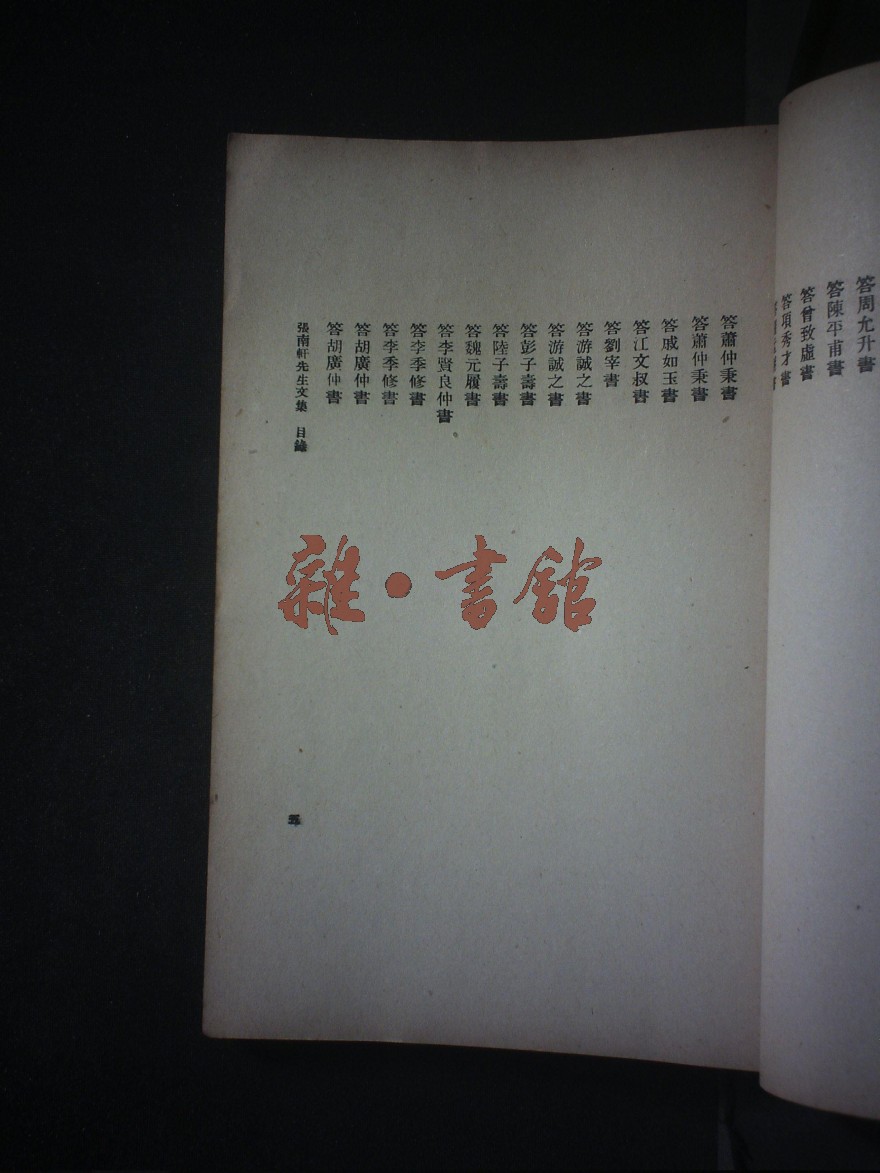 答周允升書
答陳平甫書
答曾致虛書
答項秀才書
答蕭仲秉書
答蕭仲秉書
答戚如玉書
答江文叔書
答劉宰書
答游誠之書
答游誠之書
答彭子壽書
答陸子壽書
答魏元履書
答李賢良仲書
答李季修書
答李季修書
答胡廣仲書
答胡廣仲書
張南軒先生文集 目錄
五
雜·書館